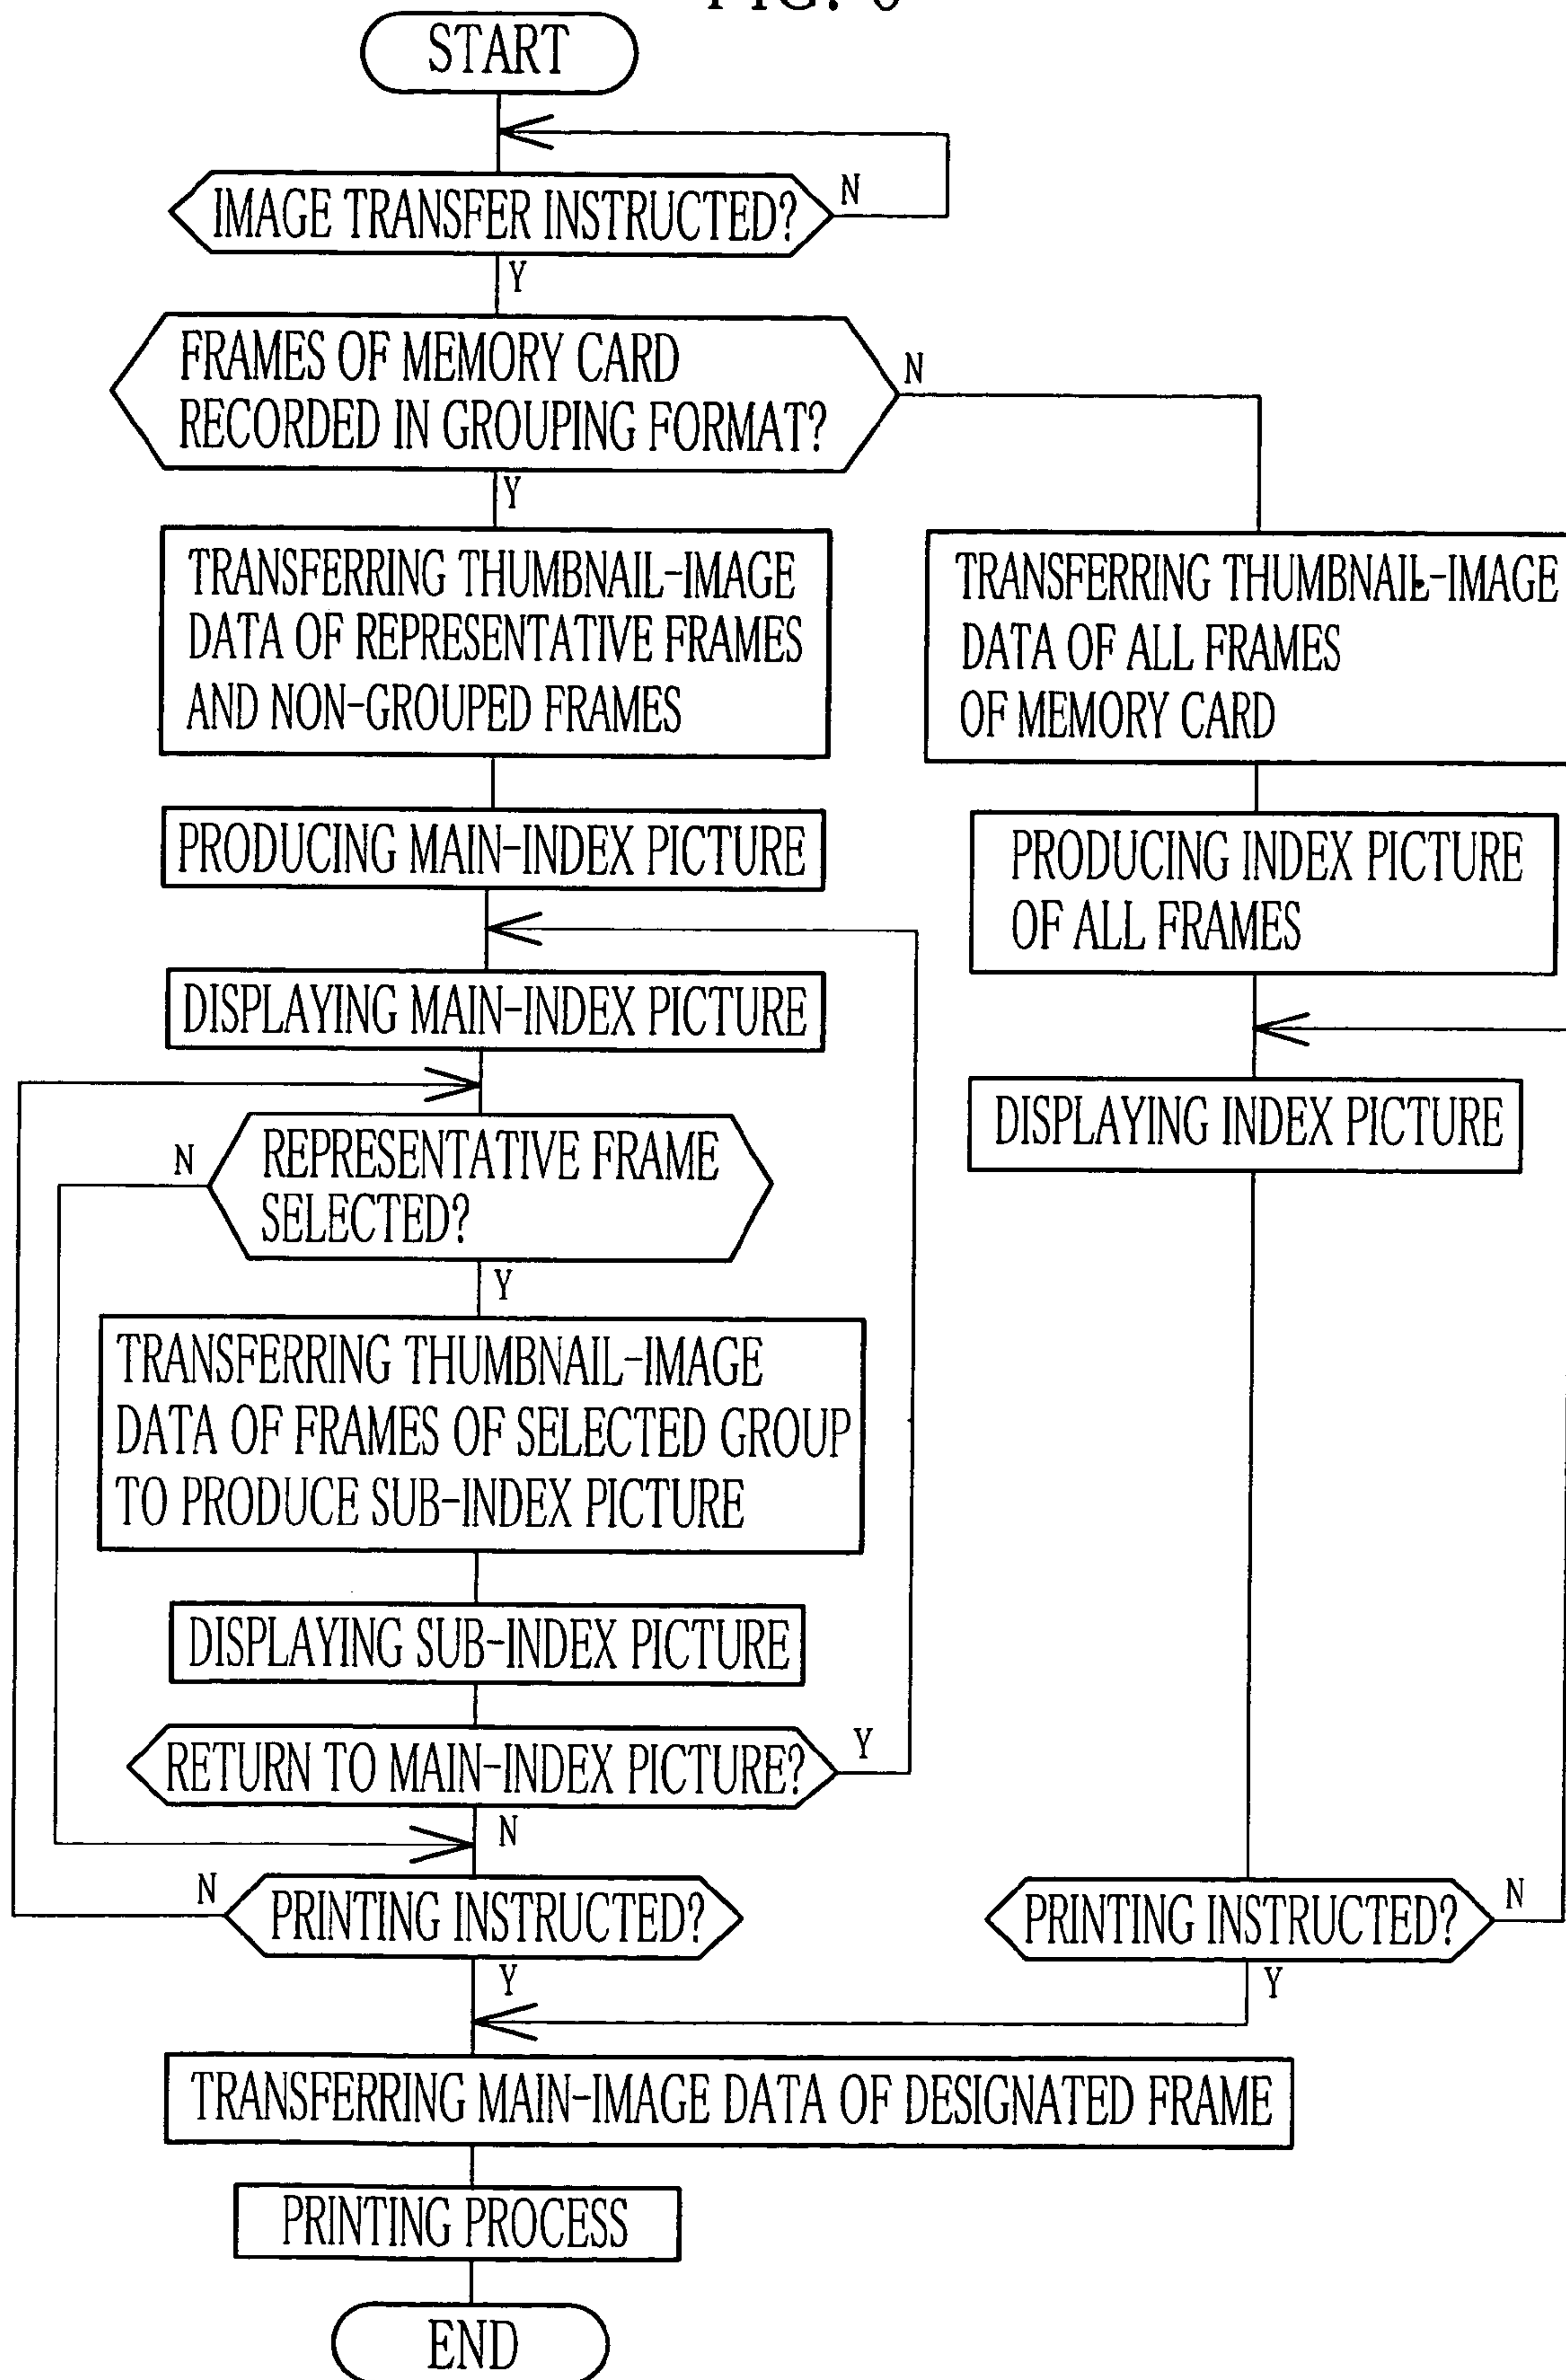 START
IMAGE TRANSFER INSTRUCTED?
N
Y
FRAMES OF MEMORY CARD
RECORDED IN GROUPING FORMAT?
N
Y
TRANSFERRING THUMBNAIL-IMAGE
DATA OF REPRESENTATIVE FRAMES
AND NON-GROUPED FRAMES
PRODUCING MAIN-INDEX PICTURE
DISPLAYING MAIN-INDEX PICTURE
REPRESENTATIVE FRAME
SELECTED?
N
Y
TRANSFERRING THUMBNAIL-IMAGE
DATA OF FRAMES OF SELECTED GROUP
TO PRODUCE SUB-INDEX PICTURE
DISPLAYING SUB-INDEX PICTURE
RETURN TO MAIN-INDEX PICTURE?
Y
N
PRINTING INSTRUCTED?
N
Y
TRANSFERRING THUMBNAIL-IMAGE
DATA OF ALL FRAMES
OF MEMORY CARD
PRODUCING INDEX PICTURE
OF ALL FRAMES
DISPLAYING INDEX PICTURE
PRINTING INSTRUCTED?
N
Y
TRANSFERRING MAIN-IMAGE DATA OF DESIGNATED FRAME
PRINTING PROCESS
END